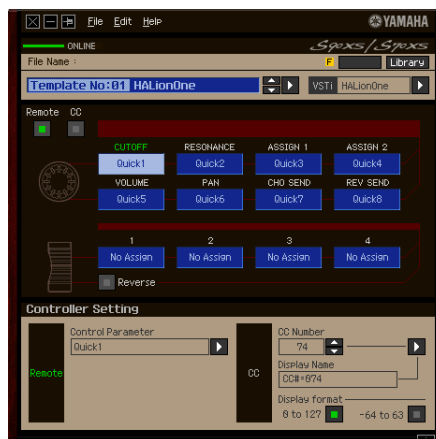 File Edit Help YAMAHA
ONLINE S90XS/S70XS
File Name : F Library
Template No:01 HALionOne VSTi HALionOne
Remote CC
CUTOFF RESONANCE ASSIGN 1 ASSIGN 2
Quick1 Quick2 Quick3 Quick4
VOLUME PAN CHO SEND REV SEND
Quick5 Quick6 Quick7 Quick8
1 2 3 4
No Assign No Assign No Assign No Assign
Reverse
Controller Setting
Control Parameter CC Number
Quick1 74
Display Name
Remote CC CC#=074
Display format
0 to 127 -64 to 63